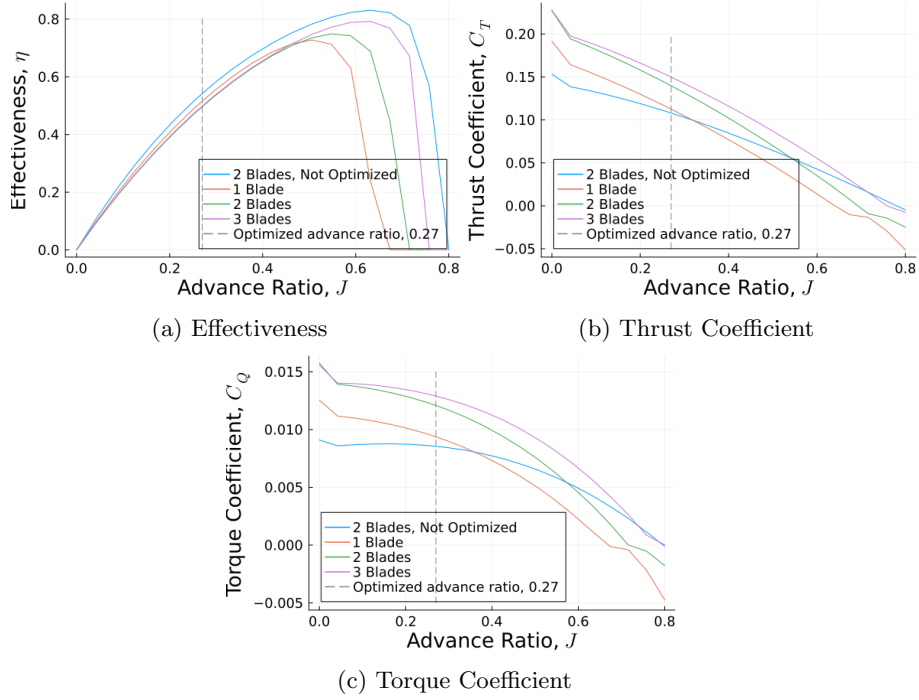 Effectiveness, η
0.8
0.6
0.4
0.2
0.0
2 Blades, Not Optimized
1 Blade
2 Blades
3 Blades
Optimized advance ratio, 0.27
0.0 0.2 0.4 0.6 0.8
Advance Ratio, J
(a) Effectiveness
Thrust Coefficient, C_T
0.20
0.15
0.10
0.05
0.00
−0.05
2 Blades, Not Optimized
1 Blade
2 Blades
3 Blades
Optimized advance ratio, 0.27
0.0 0.2 0.4 0.6 0.8
Advance Ratio, J
(b) Thrust Coefficient
Torque Coefficient, C_Q
0.015
0.010
0.005
0.000
−0.005
2 Blades, Not Optimized
1 Blade
2 Blades
3 Blades
Optimized advance ratio, 0.27
0.0 0.2 0.4 0.6 0.8
Advance Ratio, J
(c) Torque Coefficient